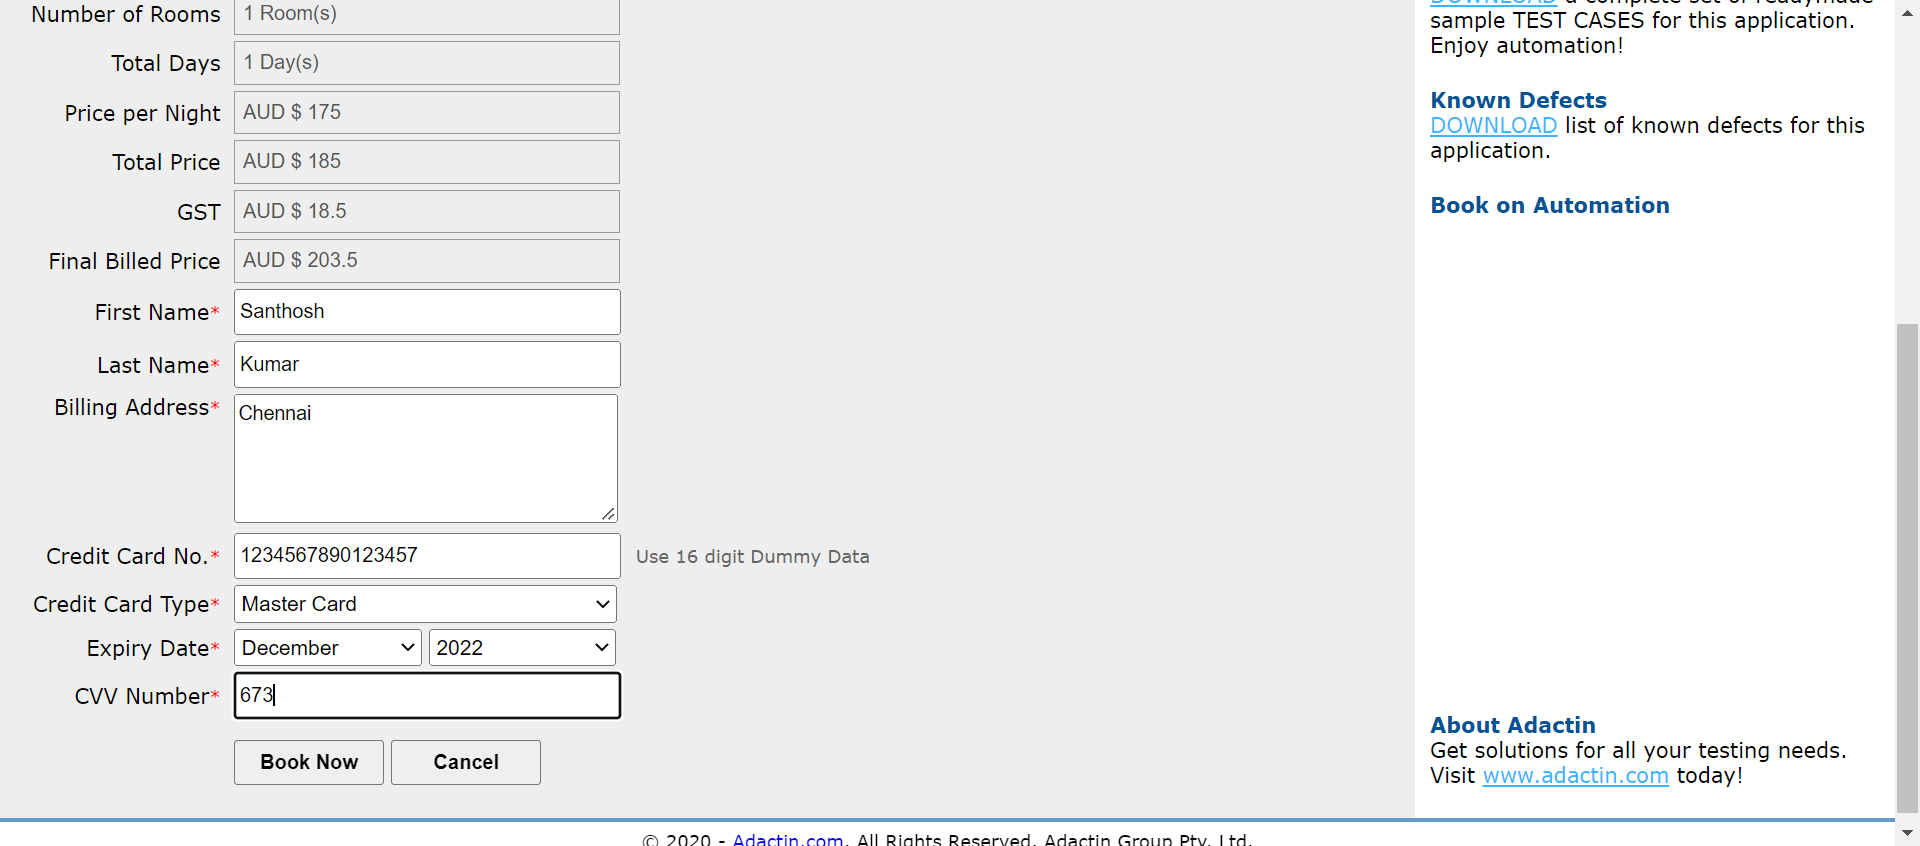 Number of Rooms 1 Room(s)
Total Days 1 Day(s)
Price per Night AUD $ 175
Total Price AUD $ 185
GST AUD $ 18.5
Final Billed Price AUD $ 203.5
First Name* Santhosh
Last Name* Kumar
Billing Address* Chennai
Credit Card No.* 1234567890123457 Use 16 digit Dummy Data
Credit Card Type* Master Card
Expiry Date* December 2022
CVV Number* 673
Book Now Cancel
DOWNLOAD a complete set of readymade
sample TEST CASES for this application.
Enjoy automation!
Known Defects
DOWNLOAD list of known defects for this
application.
Book on Automation
About Adactin
Get solutions for all your testing needs.
Visit www.adactin.com today!
© 2020 - Adactin.com. All Rights Reserved. Adactin Group Pty. Ltd.